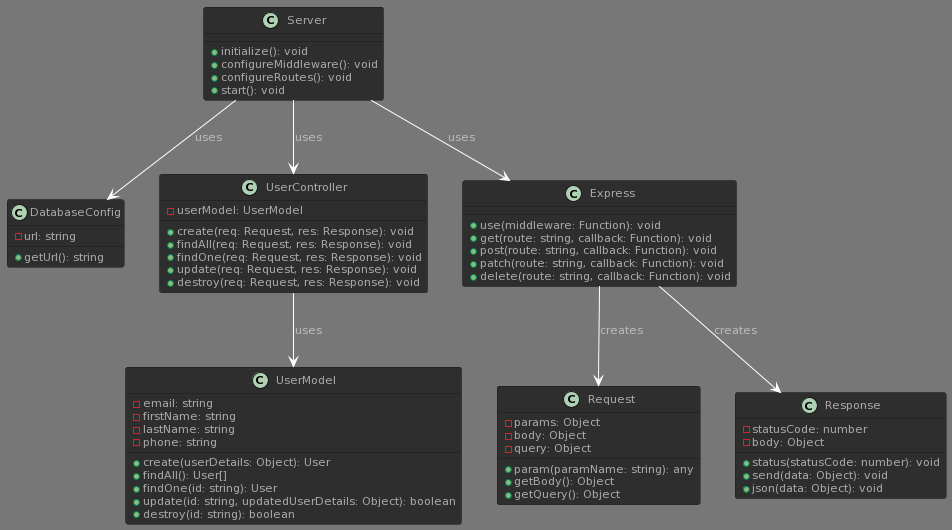 C Server
initialize(): void
configureMiddleware(): void
configureRoutes(): void
start(): void
uses
uses
uses
C DatabaseConfig
url: string
getUrl(): string
C UserController
userModel: UserModel
create(req: Request, res: Response): void
findAll(req: Request, res: Response): void
findOne(req: Request, res: Response): void
update(req: Request, res: Response): void
destroy(req: Request, res: Response): void
C Express
use(middleware: Function): void
get(route: string, callback: Function): void
post(route: string, callback: Function): void
patch(route: string, callback: Function): void
delete(route: string, callback: Function): void
uses
creates
creates
C UserModel
email: string
firstName: string
lastName: string
phone: string
create(userDetails: Object): User
findAll(): User[]
findOne(id: string): User
update(id: string, updatedUserDetails: Object): boolean
destroy(id: string): boolean
C Request
params: Object
body: Object
query: Object
param(paramName: string): any
getBody(): Object
getQuery(): Object
C Response
statusCode: number
body: Object
status(statusCode: number): void
send(data: Object): void
json(data: Object): void